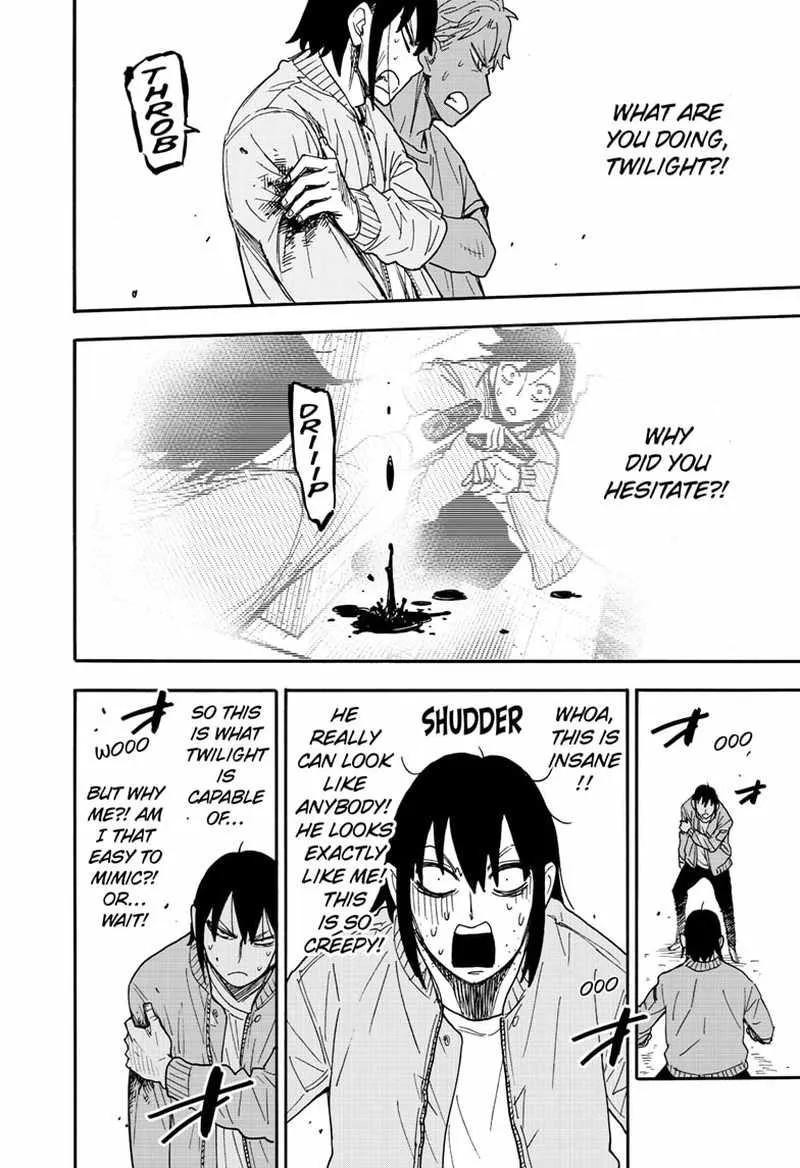 WHAT ARE
YOU DOING,
TWILIGHT?!
THROB
WHY
DID YOU
HESITATE?!
DRIIIP
OOO
WHOA,
THIS IS
INSANE
!!
SHUDDER
HE
REALLY
CAN LOOK
LIKE
ANYBODY!
HE LOOKS
EXACTLY
LIKE ME!
THIS
IS SO
CREEPY!
OOO
SO THIS
IS WHAT
TWILIGHT
IS
CAPABLE
OF...
WOOO
BUT WHY
ME?! AM
I THAT
EASY TO
MIMIC?!
OR...
WAIT!